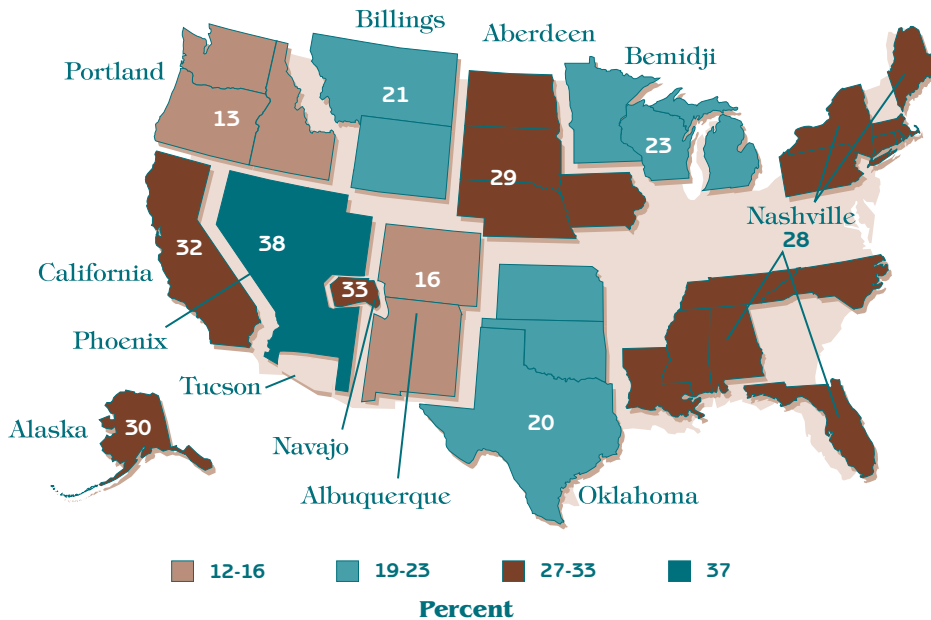 Billings
Aberdeen
Bemidji
Portland
21
13
23
29
Nashville
28
32
38
California
33
16
Phoenix
Tucson
Alaska
30
Navajo
20
Albuquerque
Oklahoma
12-16
19-23
27-33
37
Percent